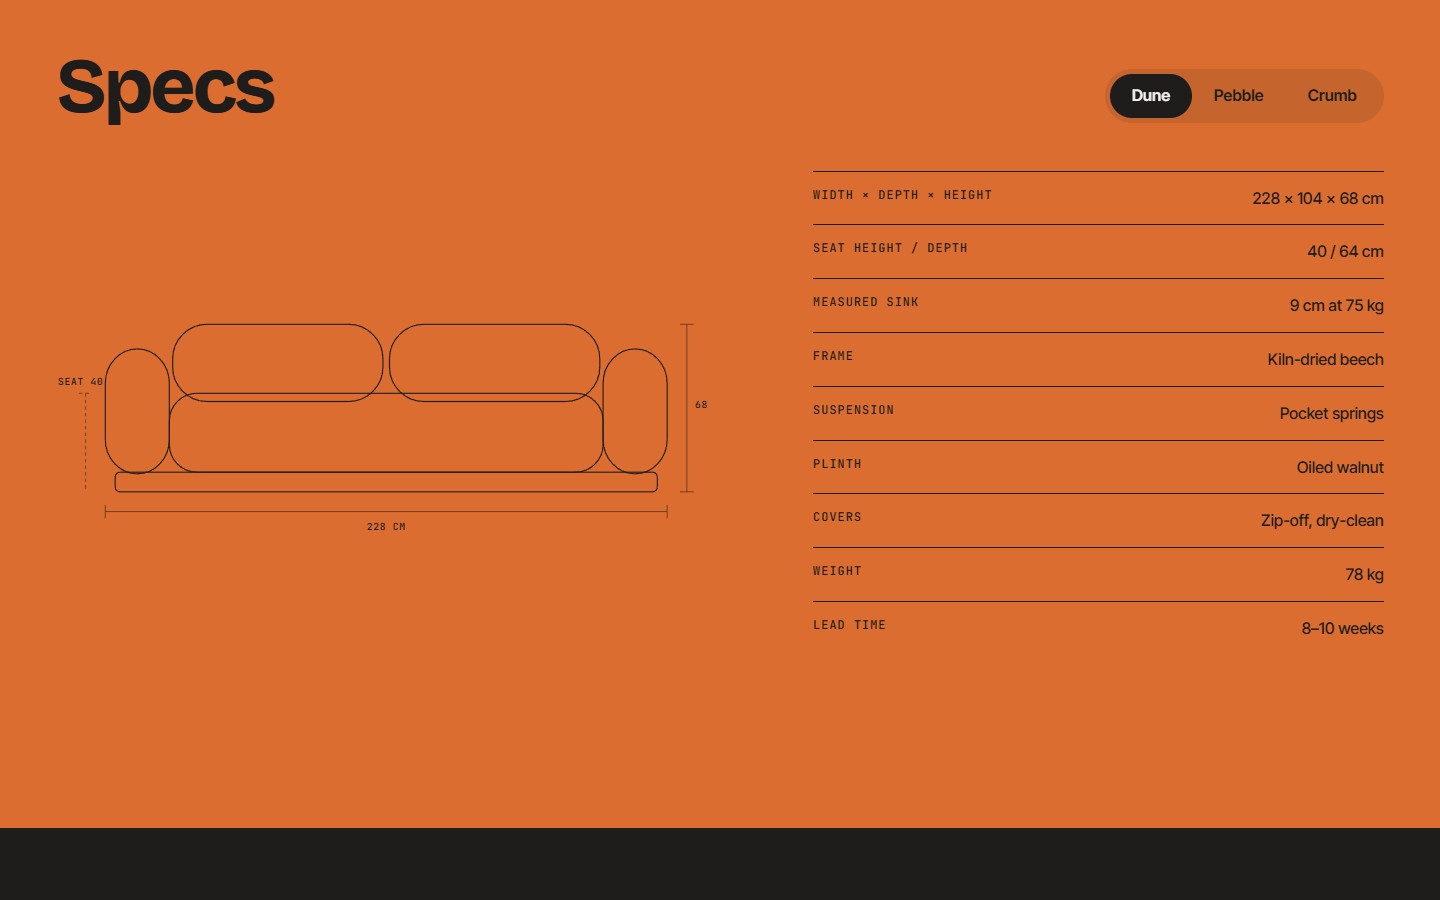 Specs
Dune
Pebble
Crumb
WIDTH × DEPTH × HEIGHT
228 × 104 × 68 cm
SEAT HEIGHT / DEPTH
40 / 64 cm
MEASURED SINK
9 cm at 75 kg
FRAME
Kiln-dried beech
SUSPENSION
Pocket springs
PLINTH
Oiled walnut
COVERS
Zip-off, dry-clean
WEIGHT
78 kg
LEAD TIME
8–10 weeks
SEAT 40
68
228 CM